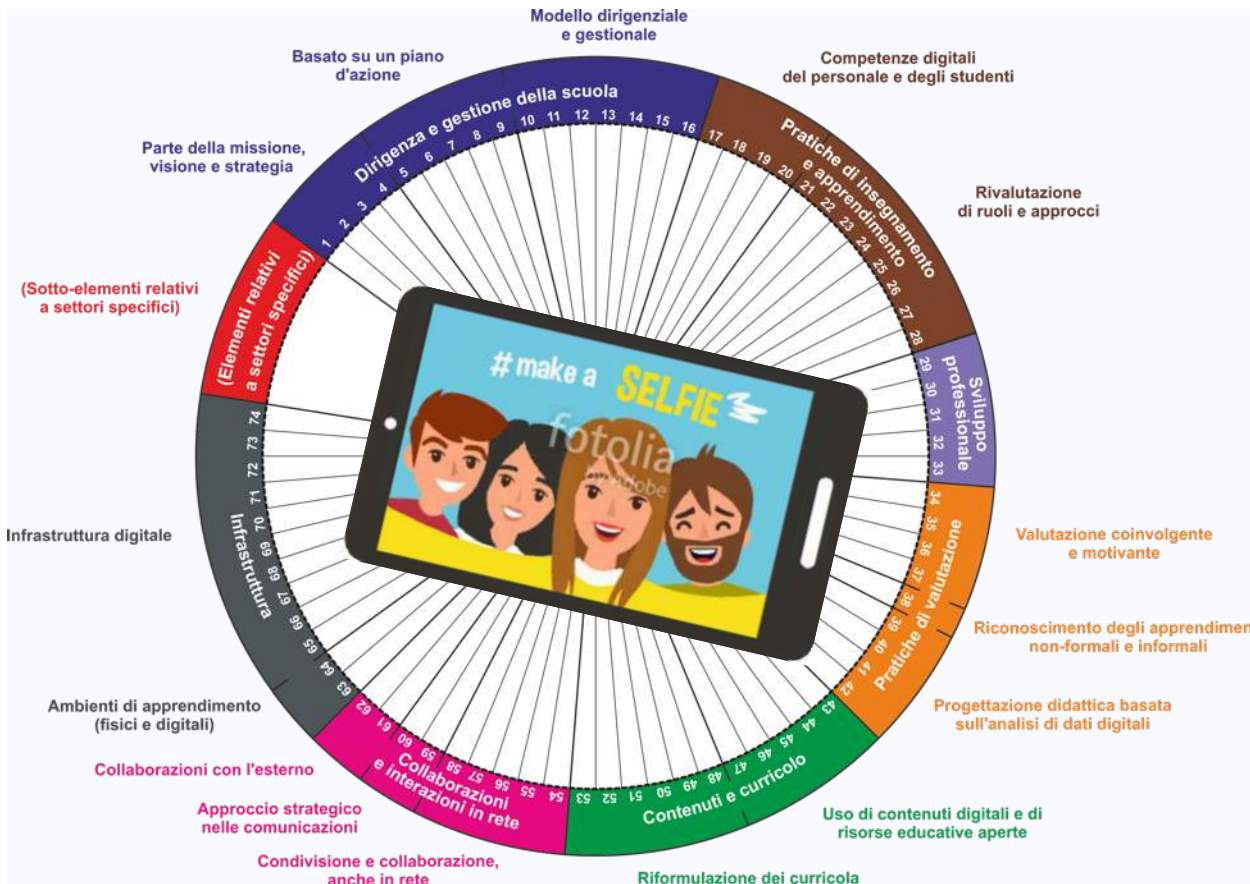 Modello dirigenziale
e gestionale
Basato su un piano
d'azione
Parte della missione,
visione e strategia
(Sotto-elementi relativi
a settori specifici)
Competenze digitali
del personale e degli studenti
Rivalutazione
di ruoli e approcci
Valutazione coinvolgente
e motivante
Riconoscimento degli apprendimen
non-formali e informali
Progettazione didattica basata
sull'analisi di dati digitali
Uso di contenuti digitali e di
risorse educative aperte
Riformulazione dei curricola
Condivisione e collaborazione,
anche in rete
Approccio strategico
nelle comunicazioni
Collaborazioni con l'esterno
Ambienti di apprendimento
(fisici e digitali)
Infrastruttura digitale
Dirigenza e gestione della scuola
Pratiche di insegnamento
e apprendimento
Sviluppo
professionale
Pratiche di valutazione
Contenuti e curricolo
Collaborazioni
e interazioni in rete
Infrastruttura
(Elementi relativi
a settori specifici)
1 2 3 4 5 6 7 8 9 10 11 12 13 14 15 16
17 18 19 20 21 22 23 24 25 26 27 28
29 30 31 32 33
34 35 36 37 38 39 40 41 42
43 44 45 46 47 48 49 50 51 52 53
54 55 56 57 58 59 60 61 62
63 64 65 66 67 68 69 70 71 72 73 74
# make a SELFIE
fotolia
adobe